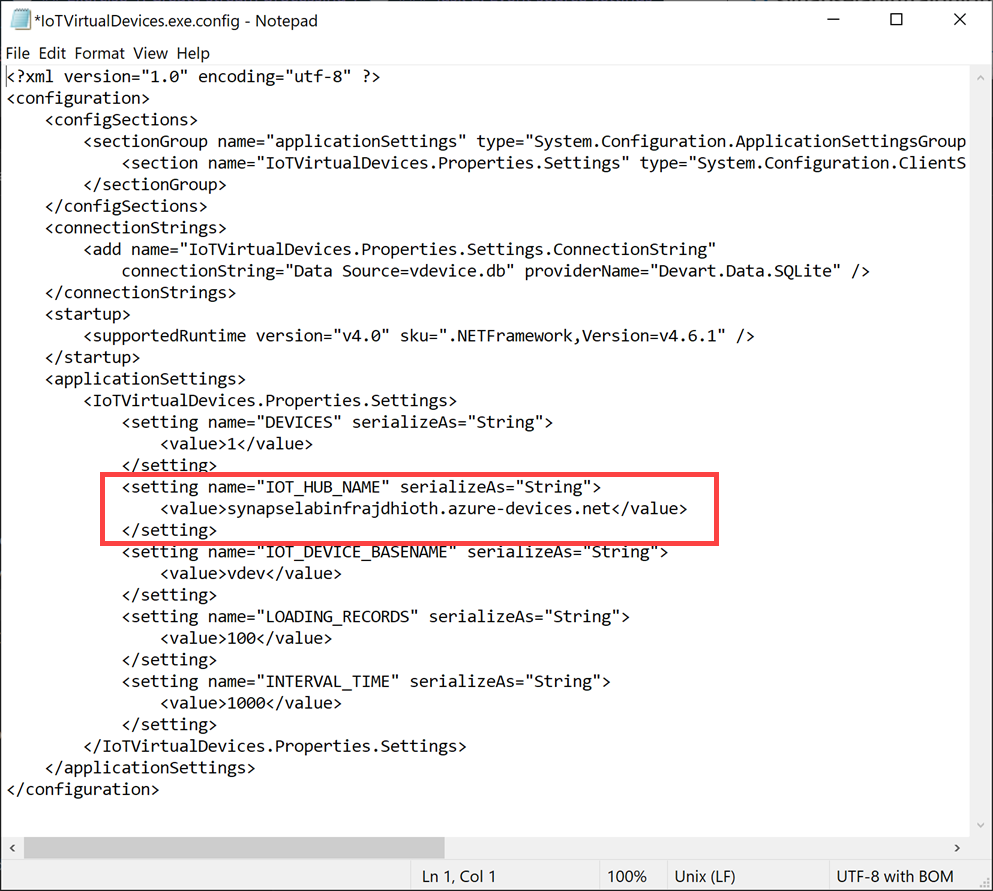 *IoTVirtualDevices.exe.config - Notepad
File Edit Format View Help
<?xml version="1.0" encoding="utf-8" ?>
<configuration>
    <configSections>
        <sectionGroup name="applicationSettings" type="System.Configuration.ApplicationSettingsGroup
            <section name="IoTVirtualDevices.Properties.Settings" type="System.Configuration.ClientS
        </sectionGroup>
    </configSections>
    <connectionStrings>
        <add name="IoTVirtualDevices.Properties.Settings.ConnectionString"
            connectionString="Data Source=vdevice.db" providerName="Devart.Data.SQLite" />
    </connectionStrings>
    <startup>
        <supportedRuntime version="v4.0" sku=".NETFramework,Version=v4.6.1" />
    </startup>
    <applicationSettings>
        <IoTVirtualDevices.Properties.Settings>
            <setting name="DEVICES" serializeAs="String">
                <value>1</value>
            </setting>
            <setting name="IOT_HUB_NAME" serializeAs="String">
                <value>synapselabinfrajdhioth.azure-devices.net</value>
            </setting>
            <setting name="IOT_DEVICE_BASENAME" serializeAs="String">
                <value>vdev</value>
            </setting>
            <setting name="LOADING_RECORDS" serializeAs="String">
                <value>100</value>
            </setting>
            <setting name="INTERVAL_TIME" serializeAs="String">
                <value>1000</value>
            </setting>
        </IoTVirtualDevices.Properties.Settings>
    </applicationSettings>
</configuration>
Ln 1, Col 1 100% Unix (LF) UTF-8 with BOM